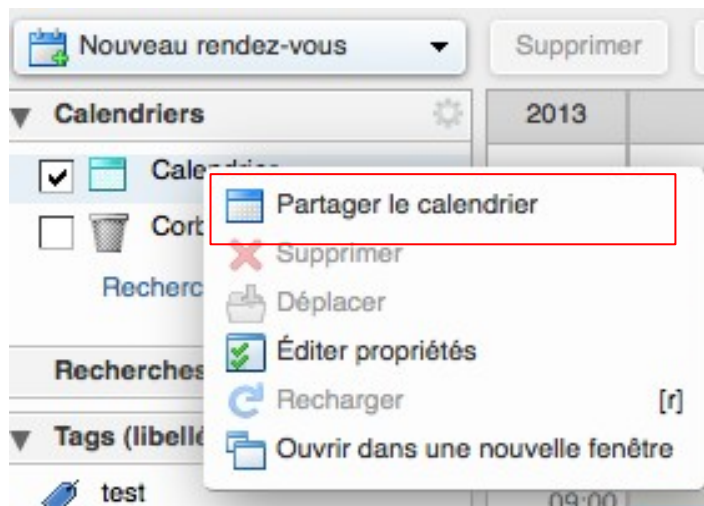 Nouveau rendez-vous
Supprimer
Calendriers
2013
Partager le calendrier
Supprimer
Déplacer
Recherches
Éditer propriétés
Recharger [r]
Tags
Ouvrir dans une nouvelle fenêtre
test
09:00